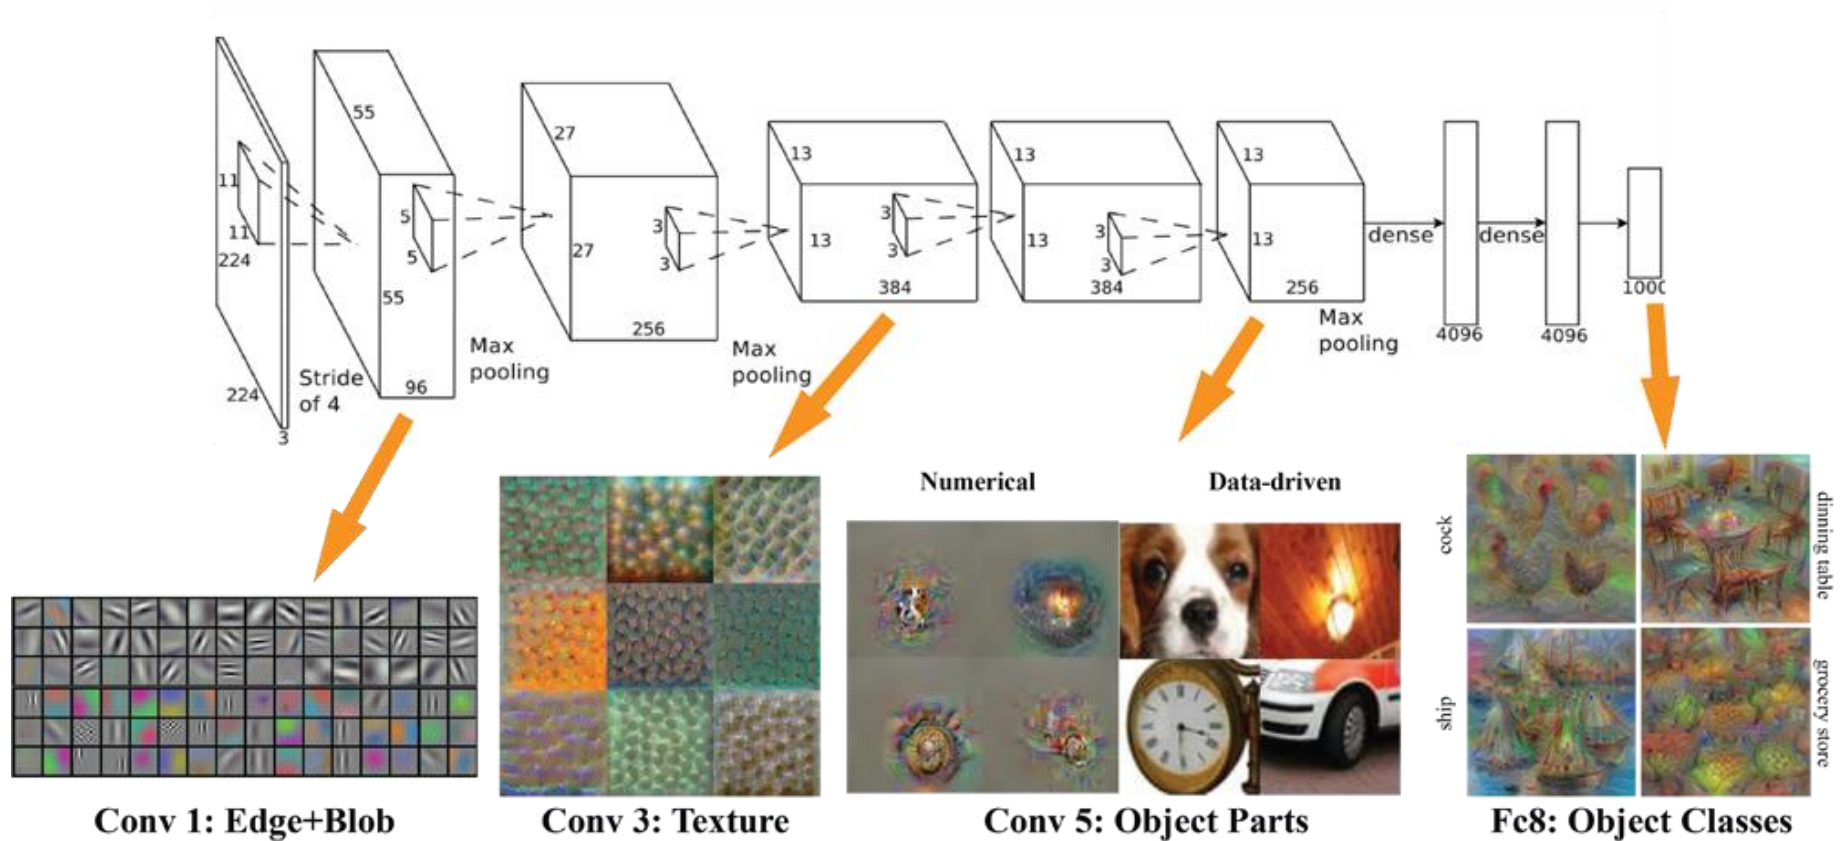 55
27
13
13
13
11
5
3
3
3
11
5
3
3
3
224
27
13
13
13
dense
dense
55
384
384
256
1000
256
Max
pooling
Max
pooling
Max
pooling
4096
4096
Stride
of 4
96
224
3
Numerical
Data-driven
cock
dinning table
ship
grocery store
Conv 1: Edge+Blob
Conv 3: Texture
Conv 5: Object Parts
Fc8: Object Classes